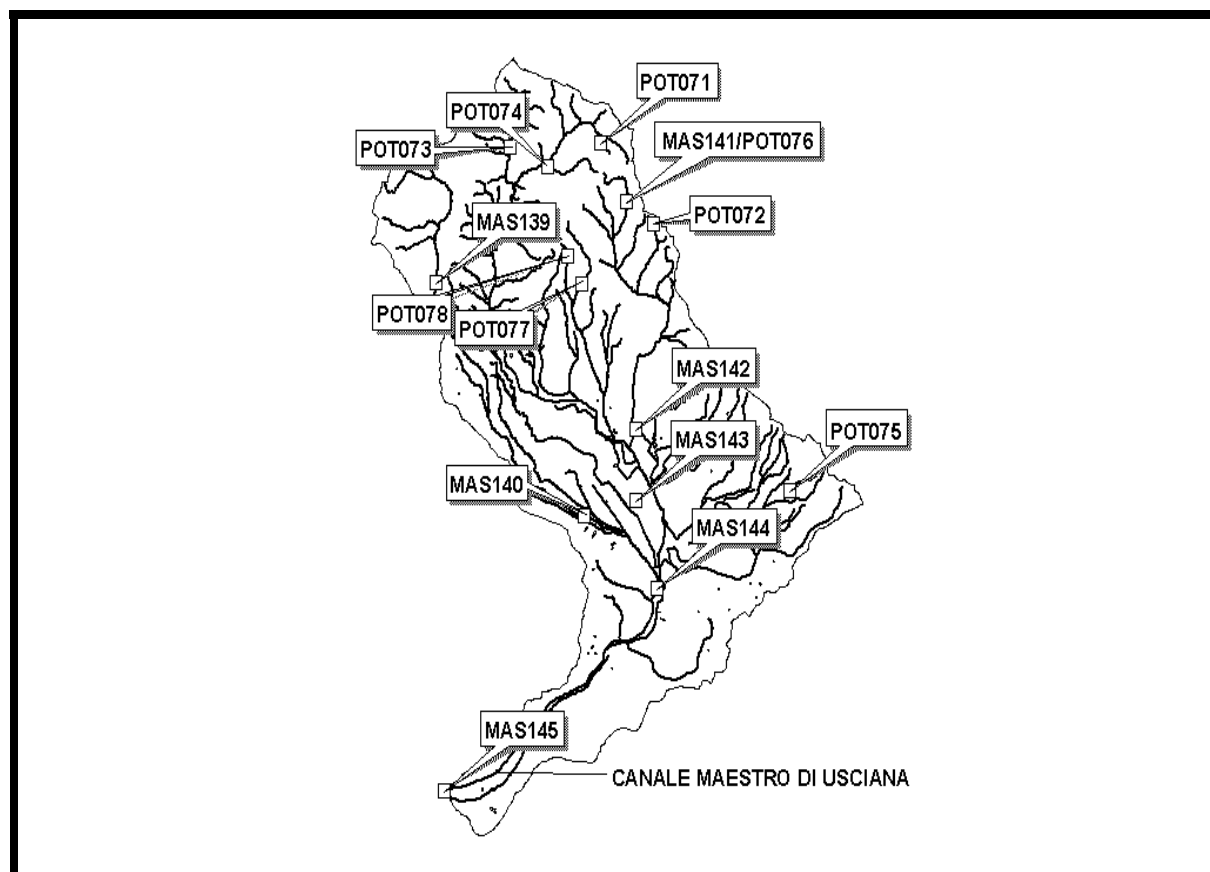 POT071
POT074
MAS141/POT076
POT073
POT072
MAS139
POT078
POT077
MAS142
POT075
MAS143
MAS140
MAS144
MAS145
CANALE MAESTRO DI USCIANA